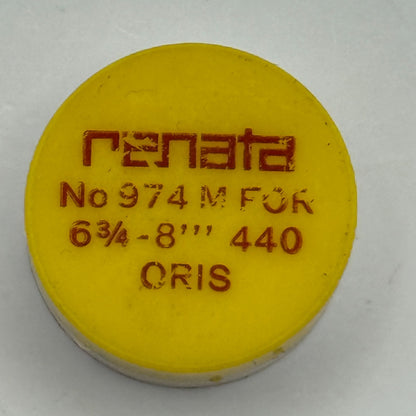 renata
No 974 M FOR
6¾-8''' 440
ORIS